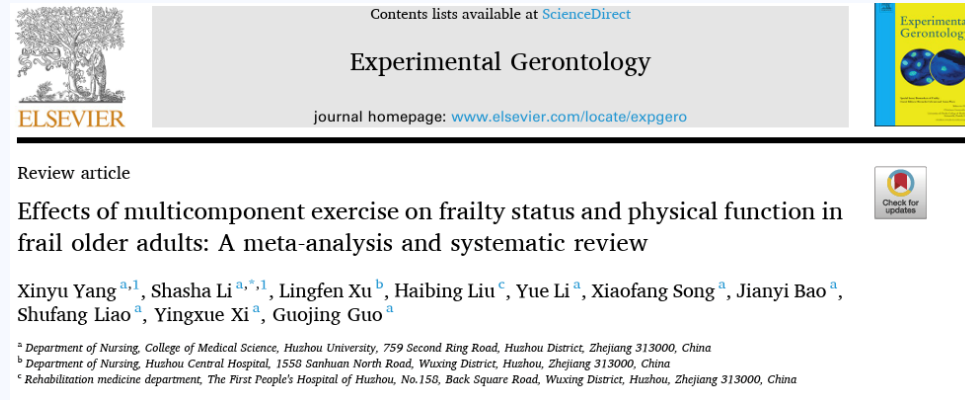 Contents lists available at ScienceDirect
Experimental Gerontology
journal homepage: www.elsevier.com/locate/expgero
ELSEVIER
Experimental
Gerontology
Review article
Check for
updates
Effects of multicomponent exercise on frailty status and physical function in
frail older adults: A meta-analysis and systematic review
Xinyu Yang a,1, Shasha Li a,*,1, Lingfen Xu b, Haibing Liu c, Yue Li a, Xiaofang Song a, Jianyi Bao a,
Shufang Liao a, Yingxue Xi a, Guojing Guo a
a Department of Nursing, College of Medical Science, Huzhou University, 759 Second Ring Road, Huzhou District, Zhejiang 313000, China
b Department of Nursing, Huzhou Central Hospital, 1558 Sanhuan North Road, Wuxing District, Huzhou, Zhejiang 313000, China
c Rehabilitation medicine department, The First People's Hospital of Huzhou, No.158, Back Square Road, Wuxing District, Huzhou, Zhejiang 313000, China